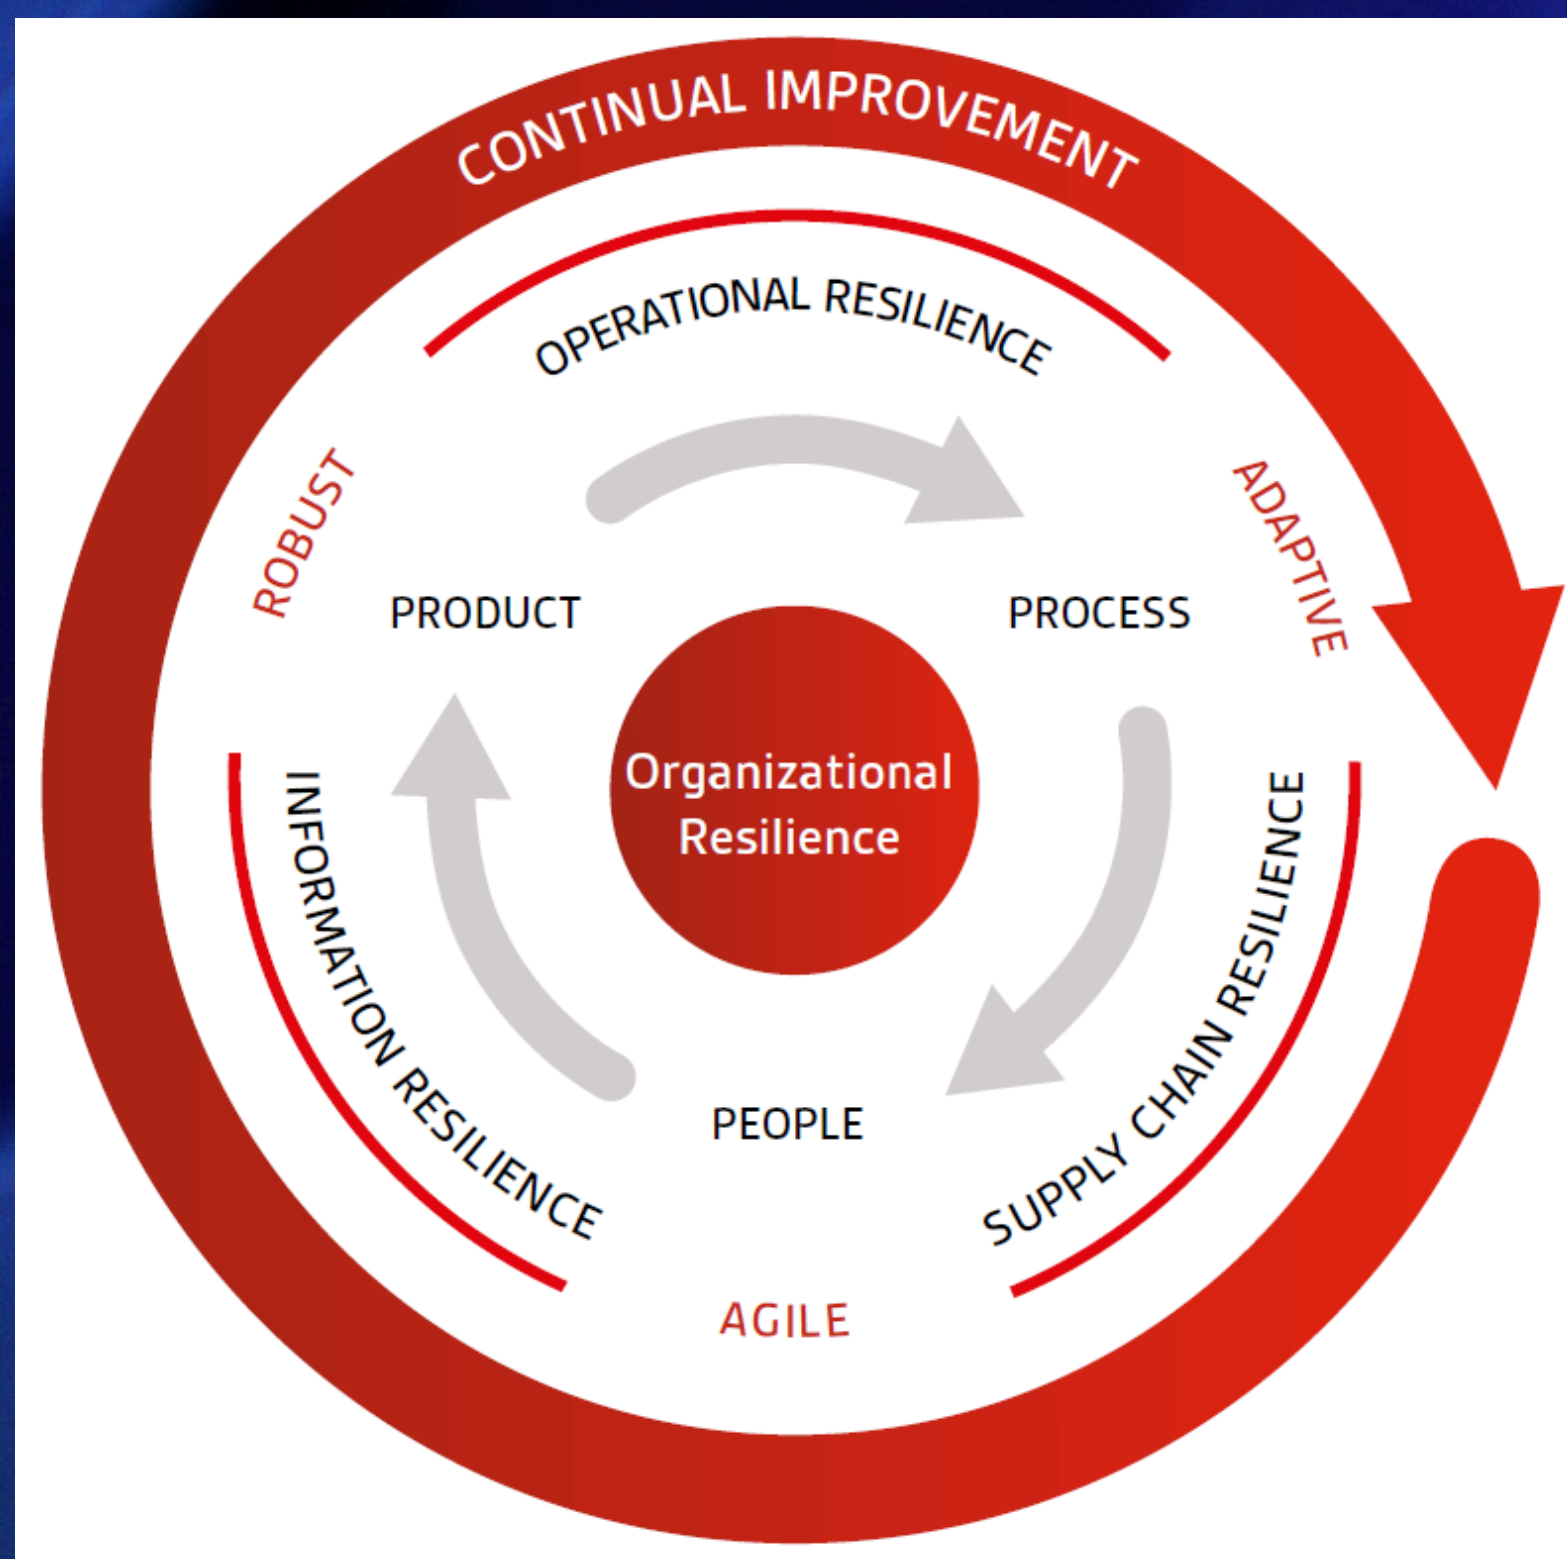 CONTINUAL IMPROVEMENT
OPERATIONAL RESILIENCE
ROBUST
ADAPTIVE
PRODUCT
PROCESS
Organizational
Resilience
INFORMATION RESILIENCE
SUPPLY CHAIN RESILIENCE
PEOPLE
AGILE